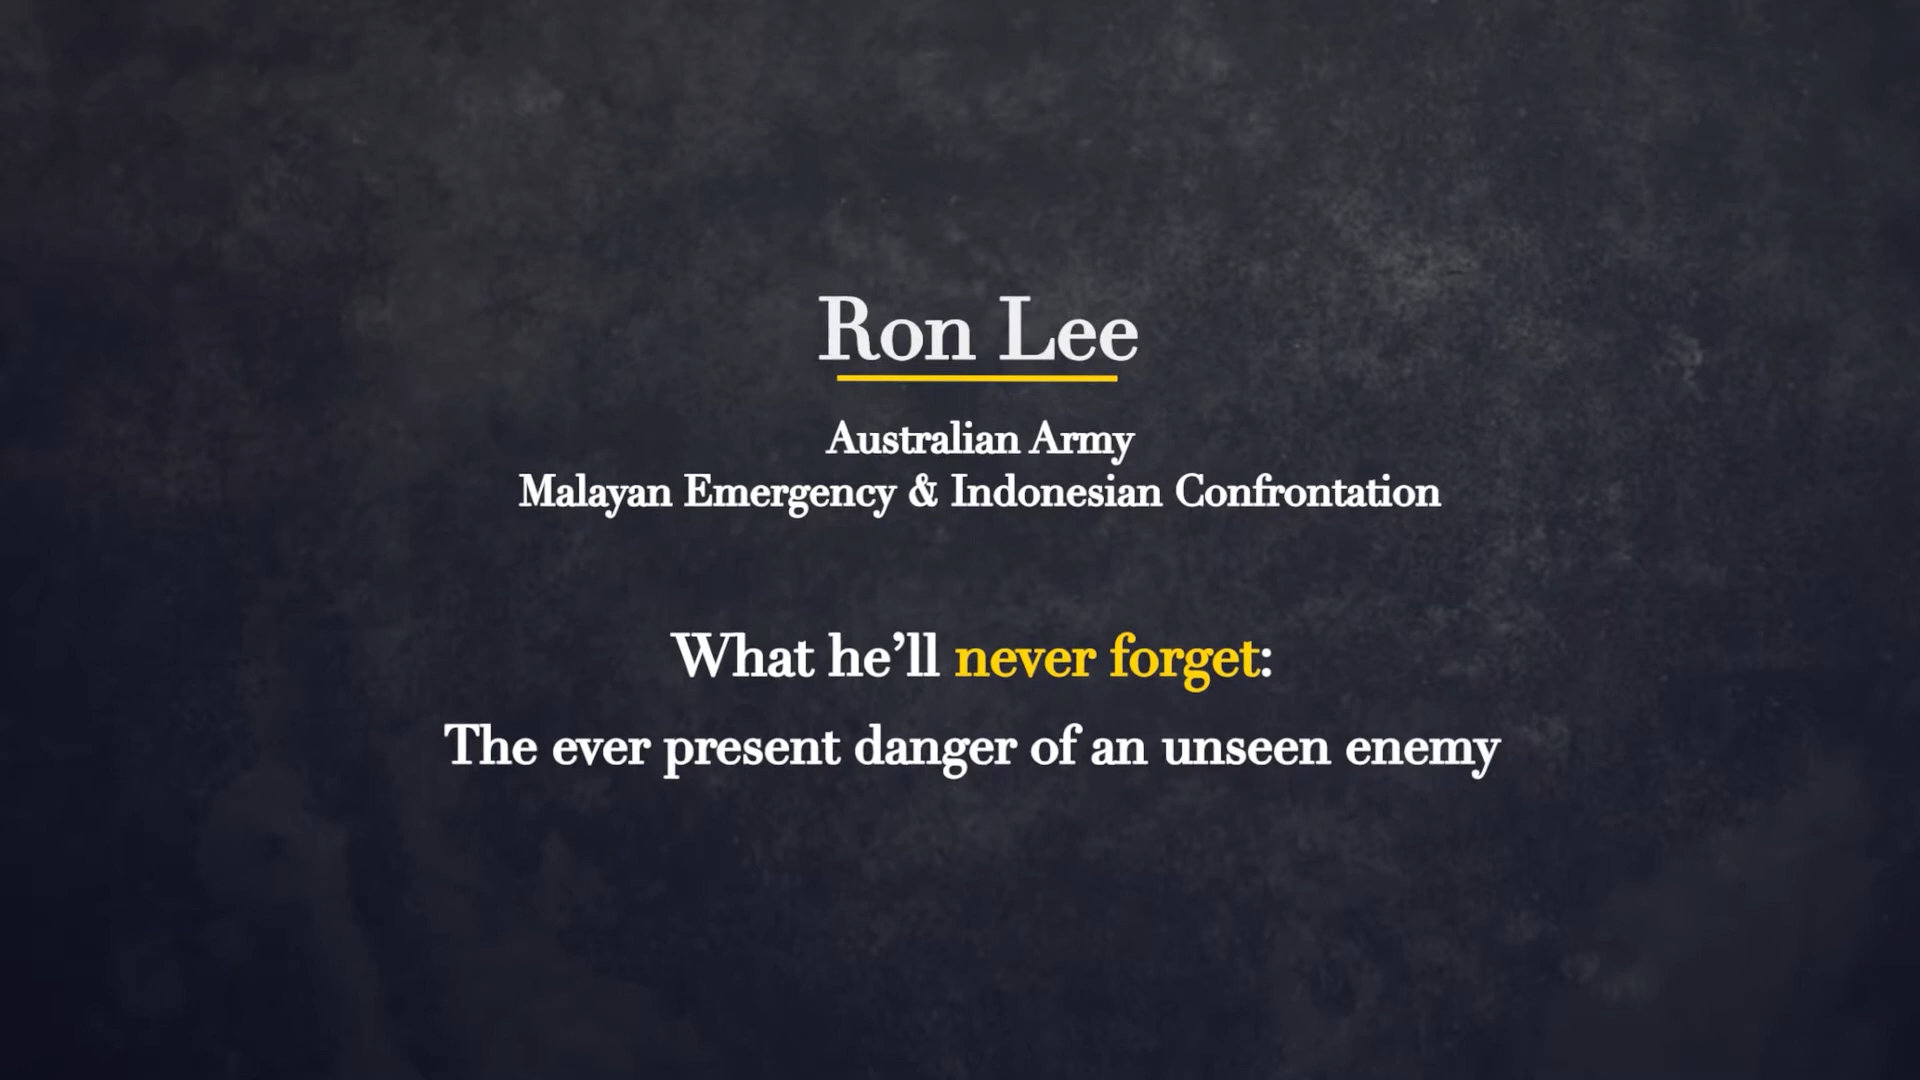 Ron Lee
Australian Army
Malayan Emergency & Indonesian Confrontation
What he’ll never forget:
The ever present danger of an unseen enemy